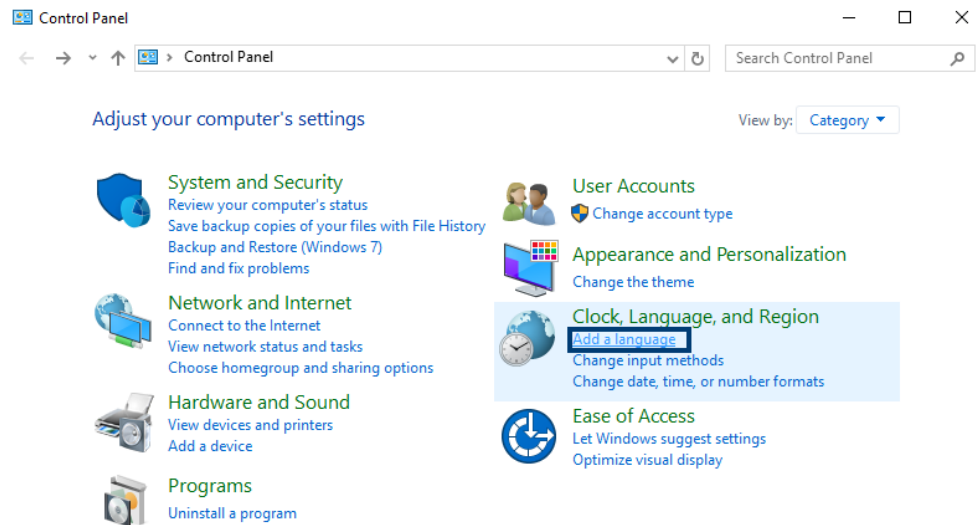 Control Panel
Control Panel
Search Control Panel
Adjust your computer's settings
View by: Category
System and Security
Review your computer's status
Save backup copies of your files with File History
Backup and Restore (Windows 7)
Find and fix problems
Network and Internet
Connect to the Internet
View network status and tasks
Choose homegroup and sharing options
Hardware and Sound
View devices and printers
Add a device
Programs
Uninstall a program
User Accounts
Change account type
Appearance and Personalization
Change the theme
Clock, Language, and Region
Add a language
Change input methods
Change date, time, or number formats
Ease of Access
Let Windows suggest settings
Optimize visual display